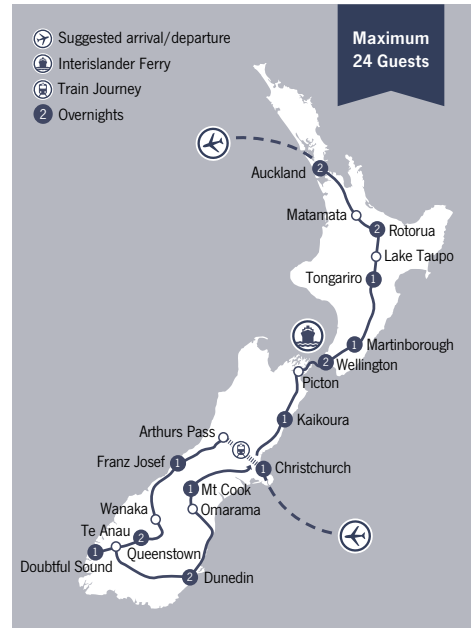 Suggested arrival/departure
Interislander Ferry
Train Journey
2 Overnights
Maximum
24 Guests
2
Auckland
Matamata
2 Rotorua
Lake Taupo
Tongariro 1
1 Martinborough
2 Wellington
Picton
1 Kaikoura
Arthurs Pass
Franz Josef 1
1 Christchurch
1 Mt Cook
Omarama
Wanaka
Te Anau
2
Queenstown
1
Doubtful Sound
2 Dunedin